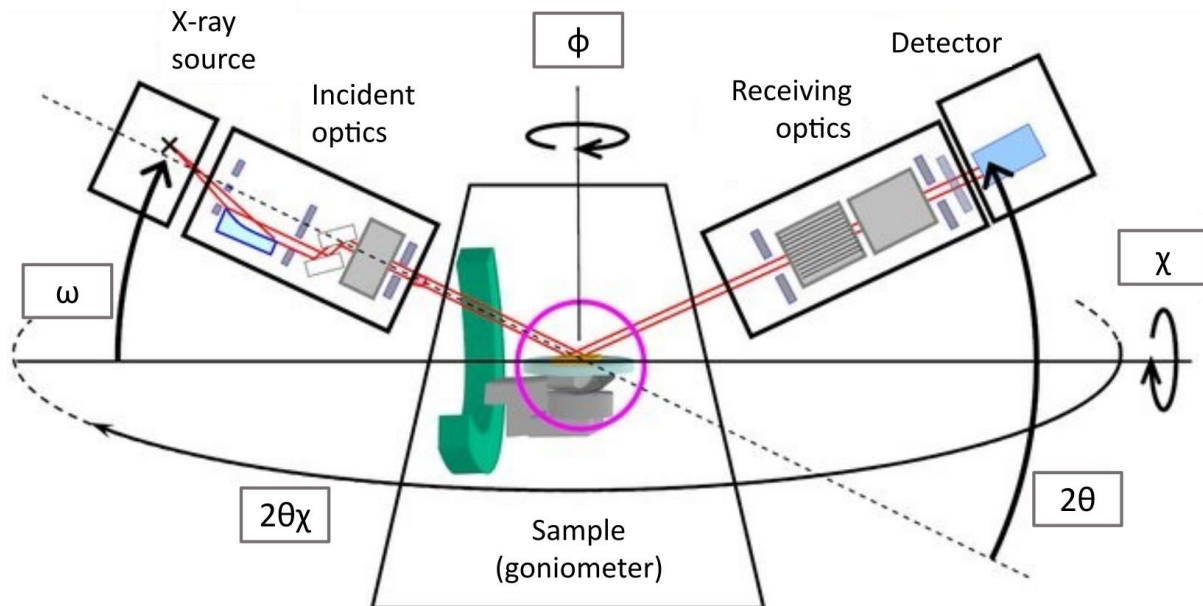 X-ray
source
ϕ
Detector
Incident
optics
Receiving
optics
χ
ω
2θχ
2θ
Sample
(goniometer)